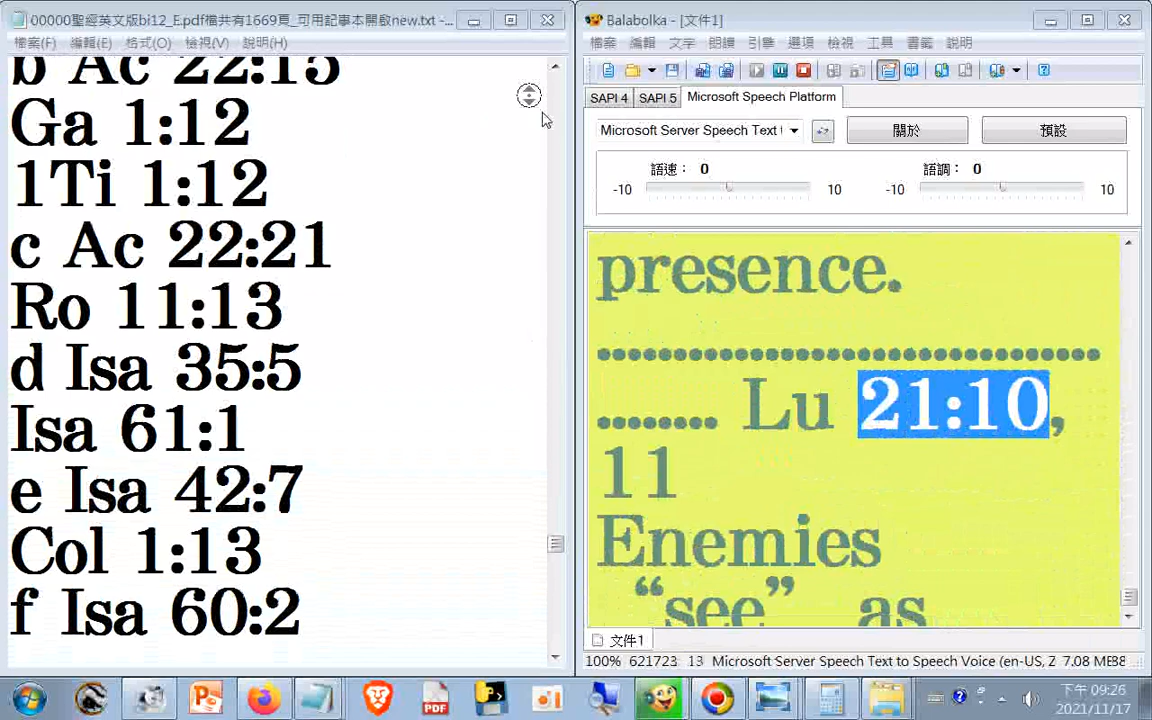 00000聖經英文版bi12_E.pdf檔共有1669頁_可用記事本開啟new.txt -...
檔案(F) 編輯(E) 格式(O) 檢視(V) 說明(H)
b Ac 22:15
Ga 1:12
1Ti 1:12
c Ac 22:21
Ro 11:13
d Isa 35:5
Isa 61:1
e Isa 42:7
Col 1:13
f Isa 60:2
Balabolka - [文件1]
檔案 編輯 文字 朗讀 引擎 選項 檢視 工具 書籤 說明
SAPI 4 SAPI 5 Microsoft Speech Platform
Microsoft Server Speech Text 關於 預設
語速: 0 語調: 0
-10 10 -10 10
presence.
.................................
........ Lu 21:10,
11
Enemies
“see” as
文件1
100% 621723 13 Microsoft Server Speech Text to Speech Voice (en-US, Z 7.08 ME
下午 09:26
2021/11/17